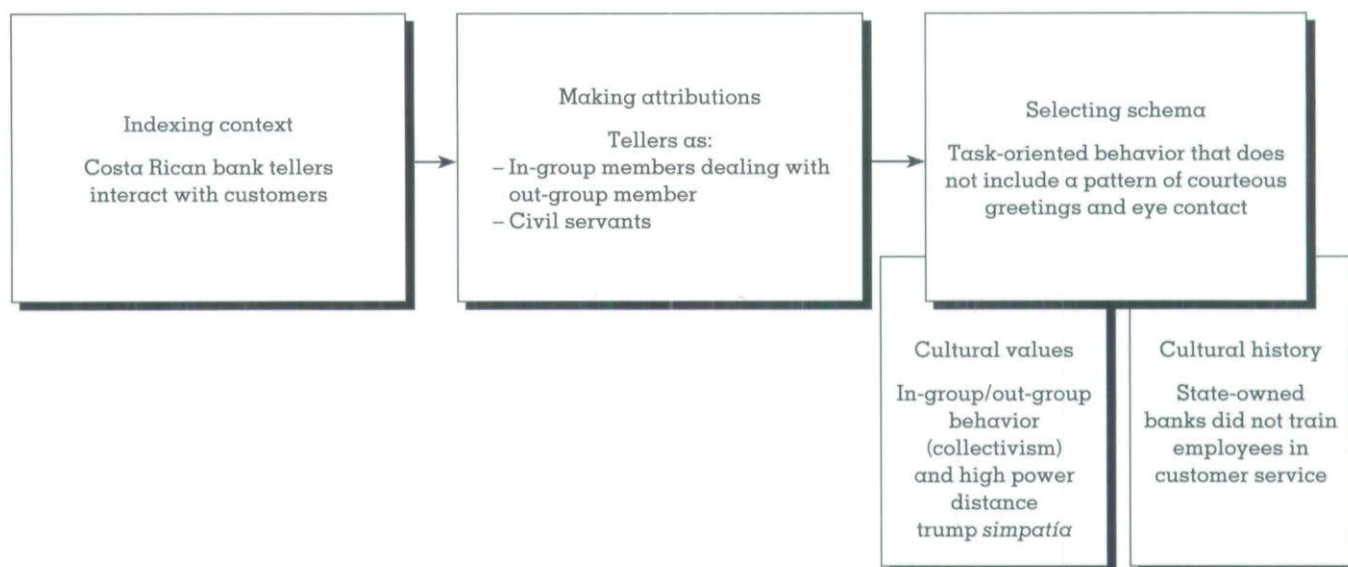 Indexing context
Costa Rican bank tellers
interact with customers
Making attributions
Tellers as:
– In-group members dealing with
out-group member
– Civil servants
Selecting schema
Task-oriented behavior that does
not include a pattern of courteous
greetings and eye contact
Cultural values
In-group/out-group
behavior
(collectivism)
and high power
distance
trump simpatía
Cultural history
State-owned
banks did not train
employees in
customer service